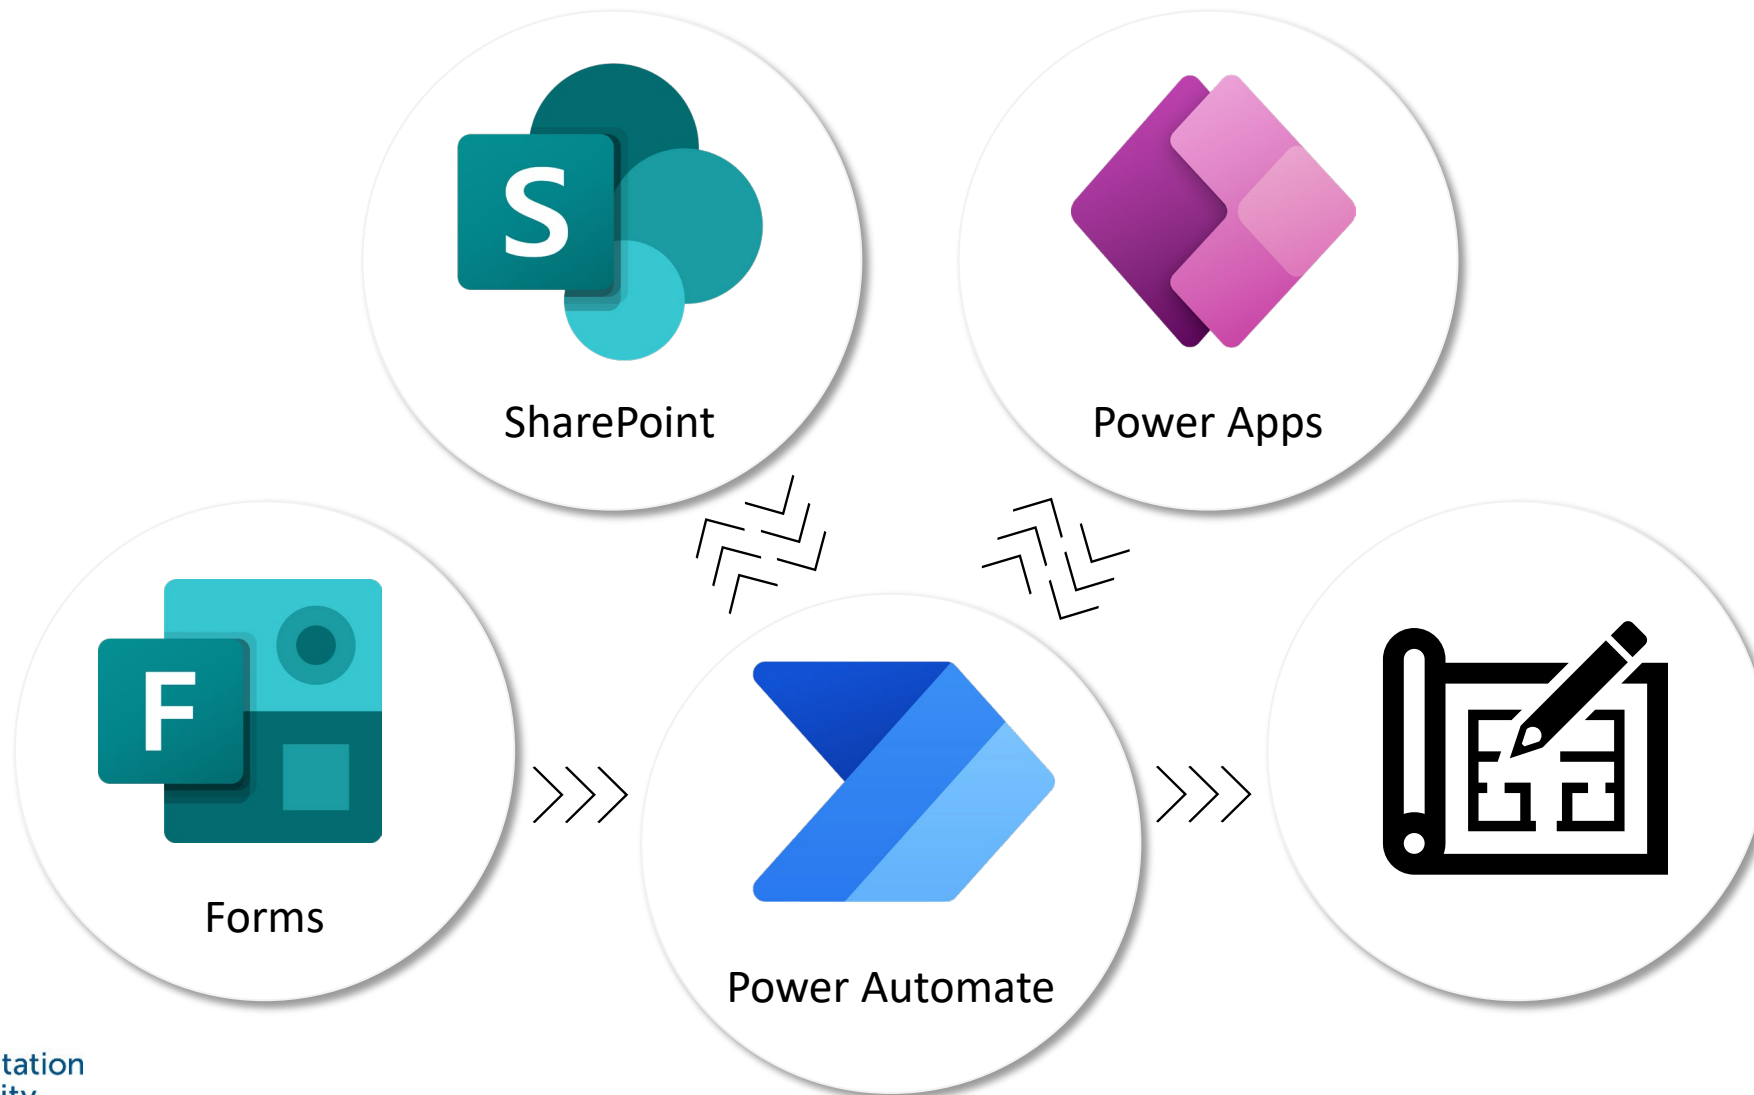 S
SharePoint
Power Apps
F
Forms
Power Automate
tation